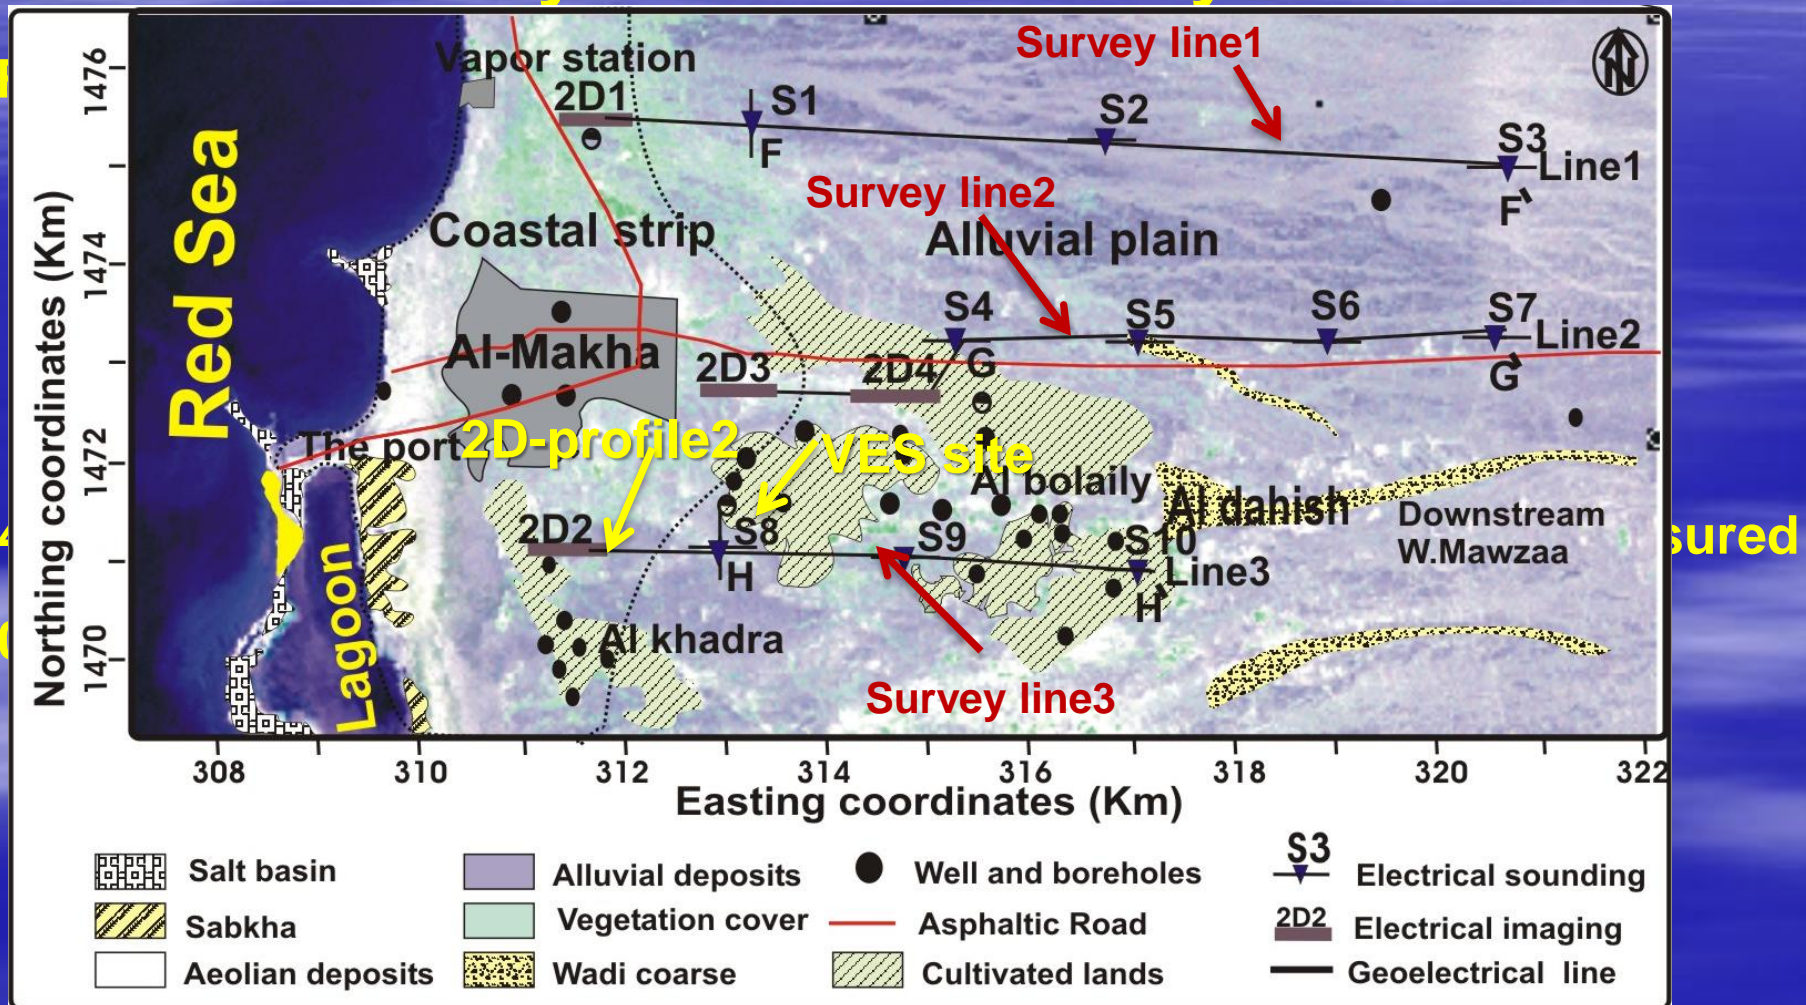 Survey line1
Vapor station
2D1
S1
S2
S3
F
Line1
F`
Survey line2
Coastal strip
Alluvial plain
Red Sea
S4
S5
S6
S7
Line2
G
G`
Al-Makha
2D3
2D4
The port
2D-profile2
VES site
Al bolaily
Al dahish
Downstream
W.Mawzaa
2D2
S8
S9
S10
H
Line3
H`
Lagoon
Al khadra
Survey line3
N
sured
Northing coordinates (Km)
1476
1474
1472
1470
308
310
312
314
316
318
320
322
Easting coordinates (Km)
Salt basin
Alluvial deposits
Well and boreholes
S3
Electrical sounding
Sabkha
Vegetation cover
Asphaltic Road
2D2
Electrical imaging
Aeolian deposits
Wadi coarse
Cultivated lands
Geoelectrical line